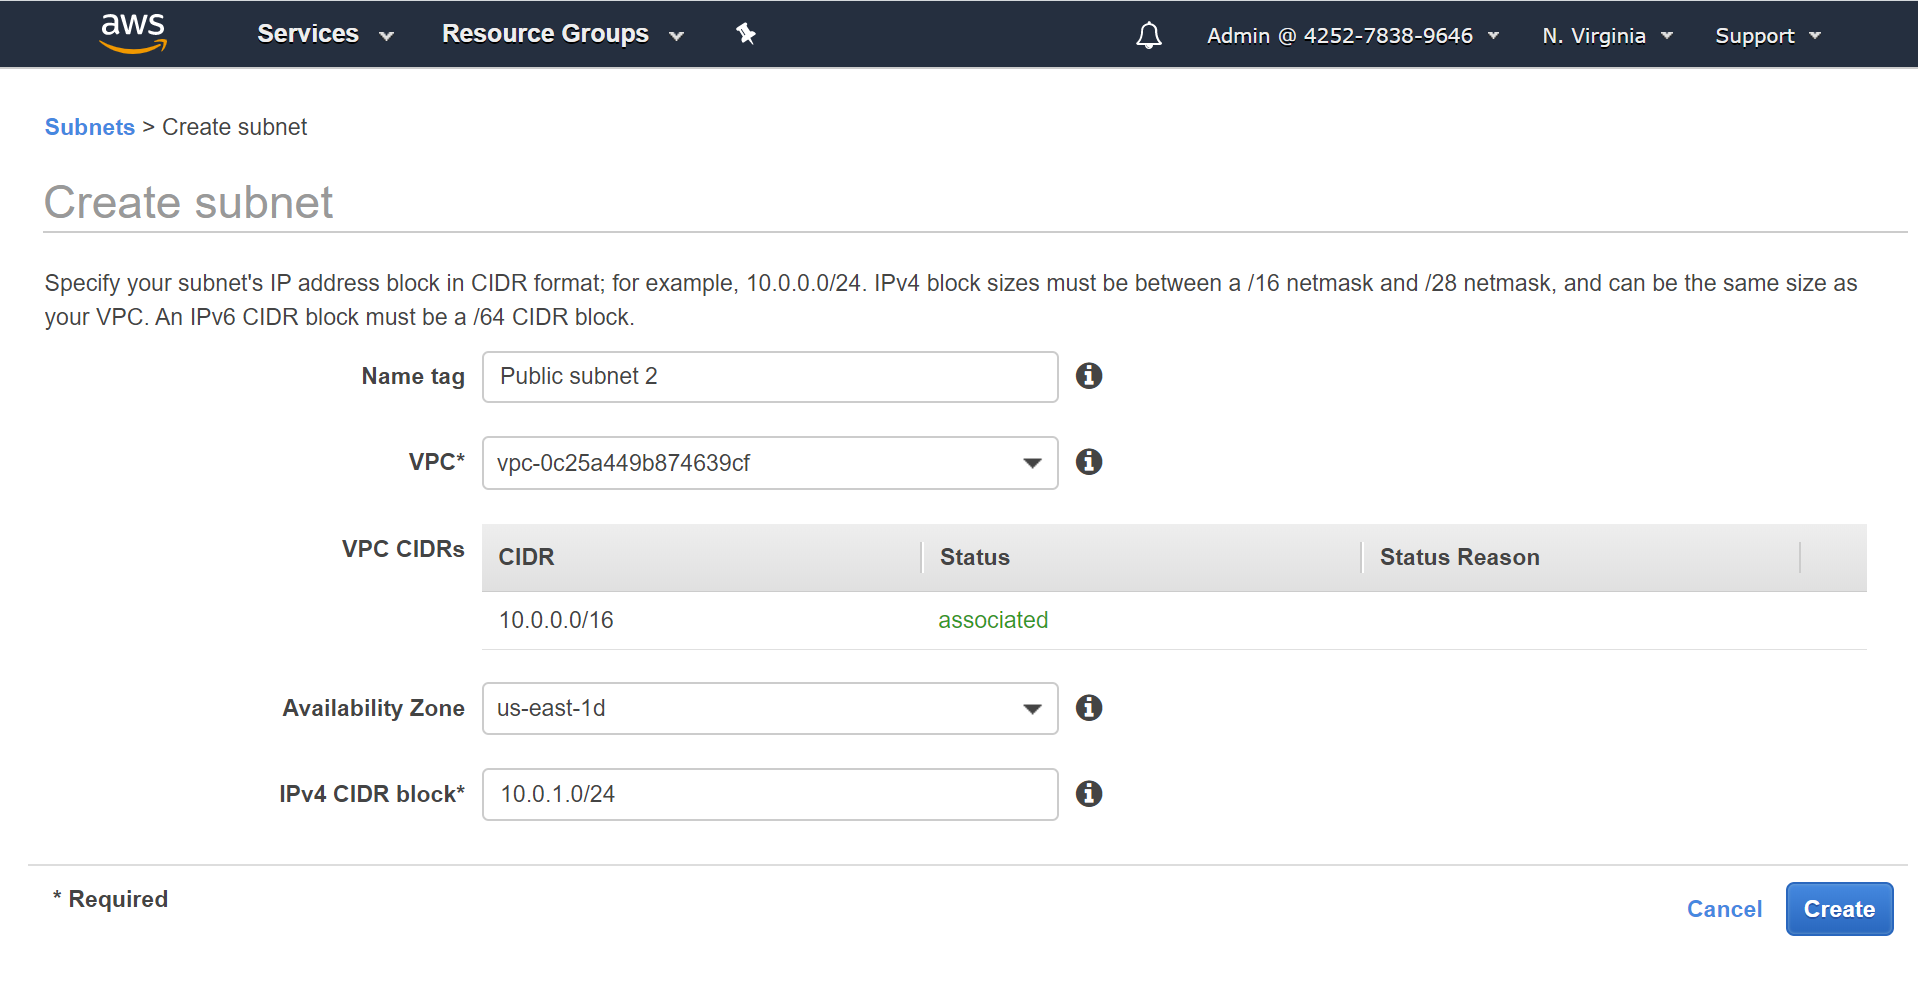 aws Services Resource Groups Admin @ 4252-7838-9646 N. Virginia Support
Subnets > Create subnet
Create subnet
Specify your subnet's IP address block in CIDR format; for example, 10.0.0.0/24. IPv4 block sizes must be between a /16 netmask and /28 netmask, and can be the same size as
your VPC. An IPv6 CIDR block must be a /64 CIDR block.
Name tag Public subnet 2
VPC* vpc-0c25a449b874639cf
VPC CIDRs CIDR Status Status Reason
10.0.0.0/16 associated
Availability Zone us-east-1d
IPv4 CIDR block* 10.0.1.0/24
* Required
Cancel Create